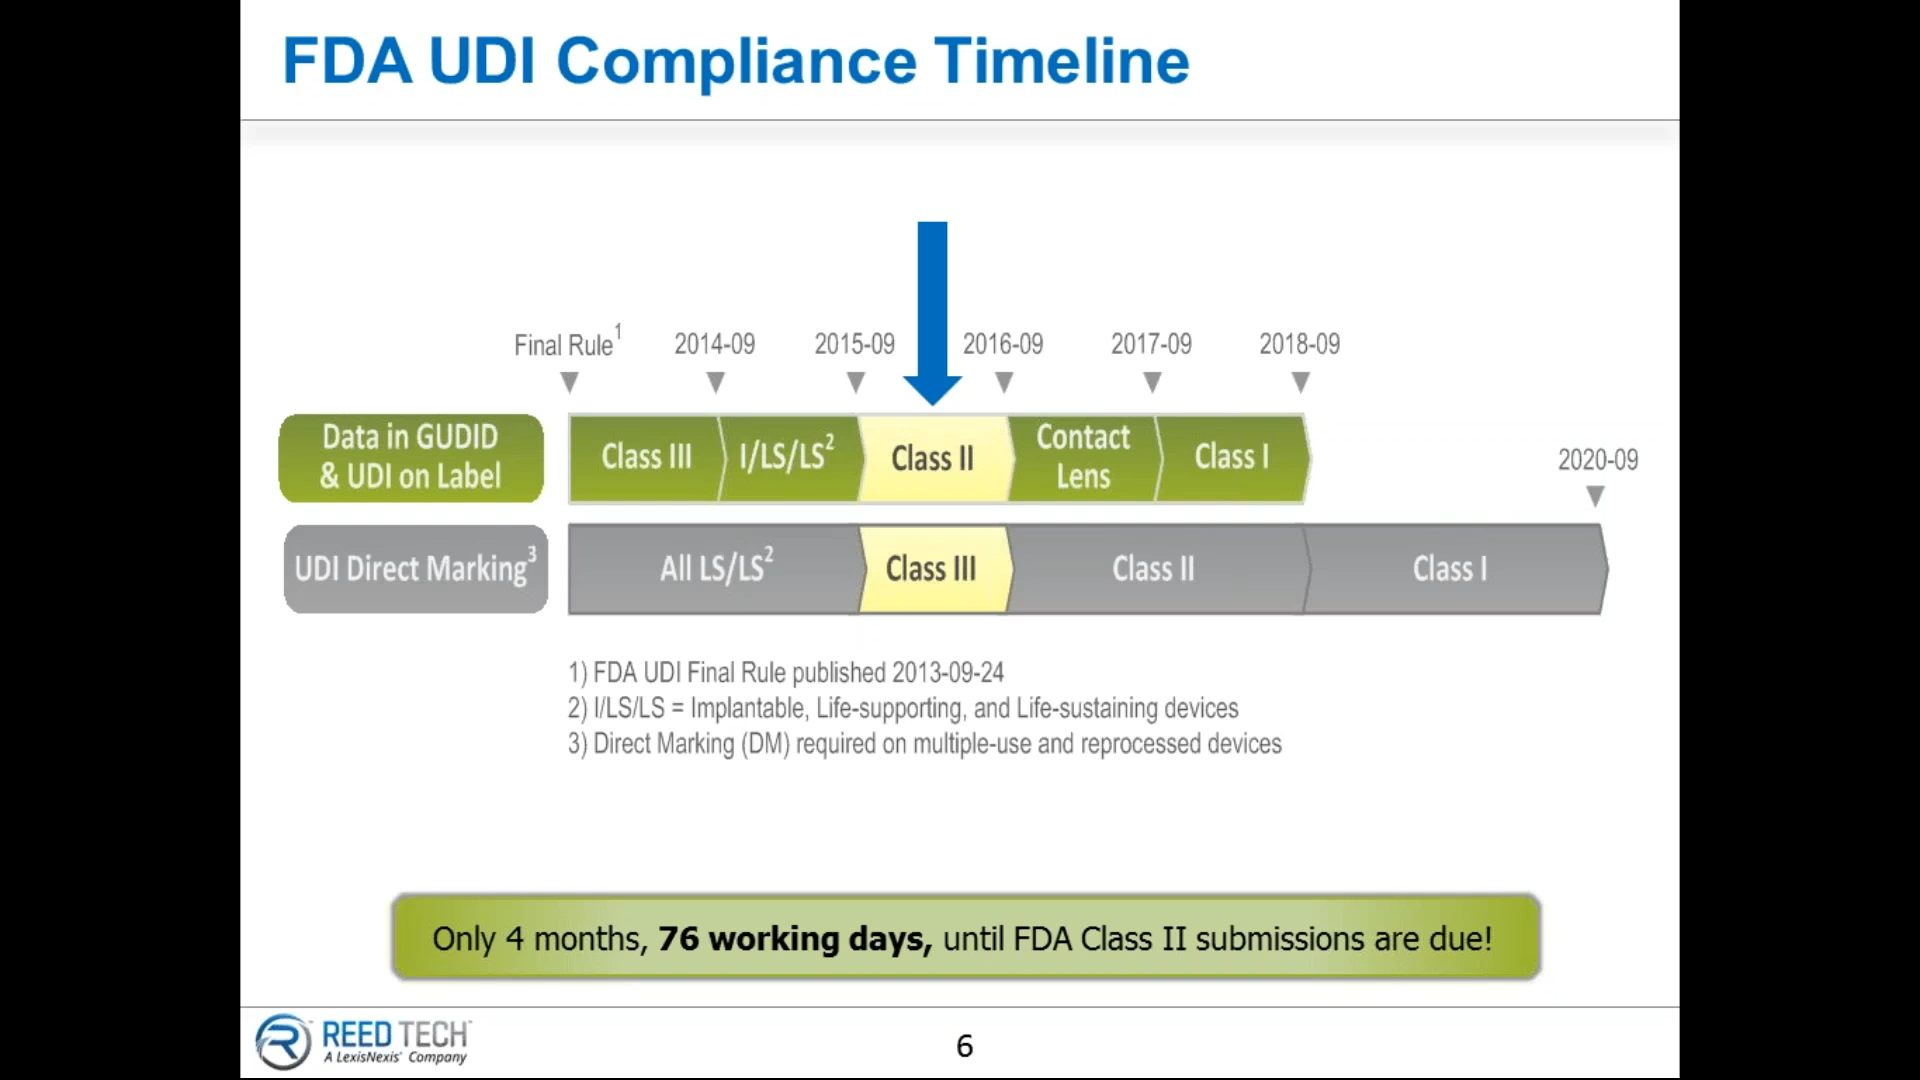 FDA UDI Compliance Timeline
Final Rule1 2014-09 2015-09 2016-09 2017-09 2018-09
Data in GUDID
& UDI on Label
Class III I/LS/LS2 Class II Contact
Lens Class I
2020-09
UDI Direct Marking3 All LS/LS2 Class III Class II Class I
1) FDA UDI Final Rule published 2013-09-24
2) I/LS/LS = Implantable, Life-supporting, and Life-sustaining devices
3) Direct Marking (DM) required on multiple-use and reprocessed devices
Only 4 months, 76 working days, until FDA Class II submissions are due!
REED TECH™
A LexisNexis® Company
6